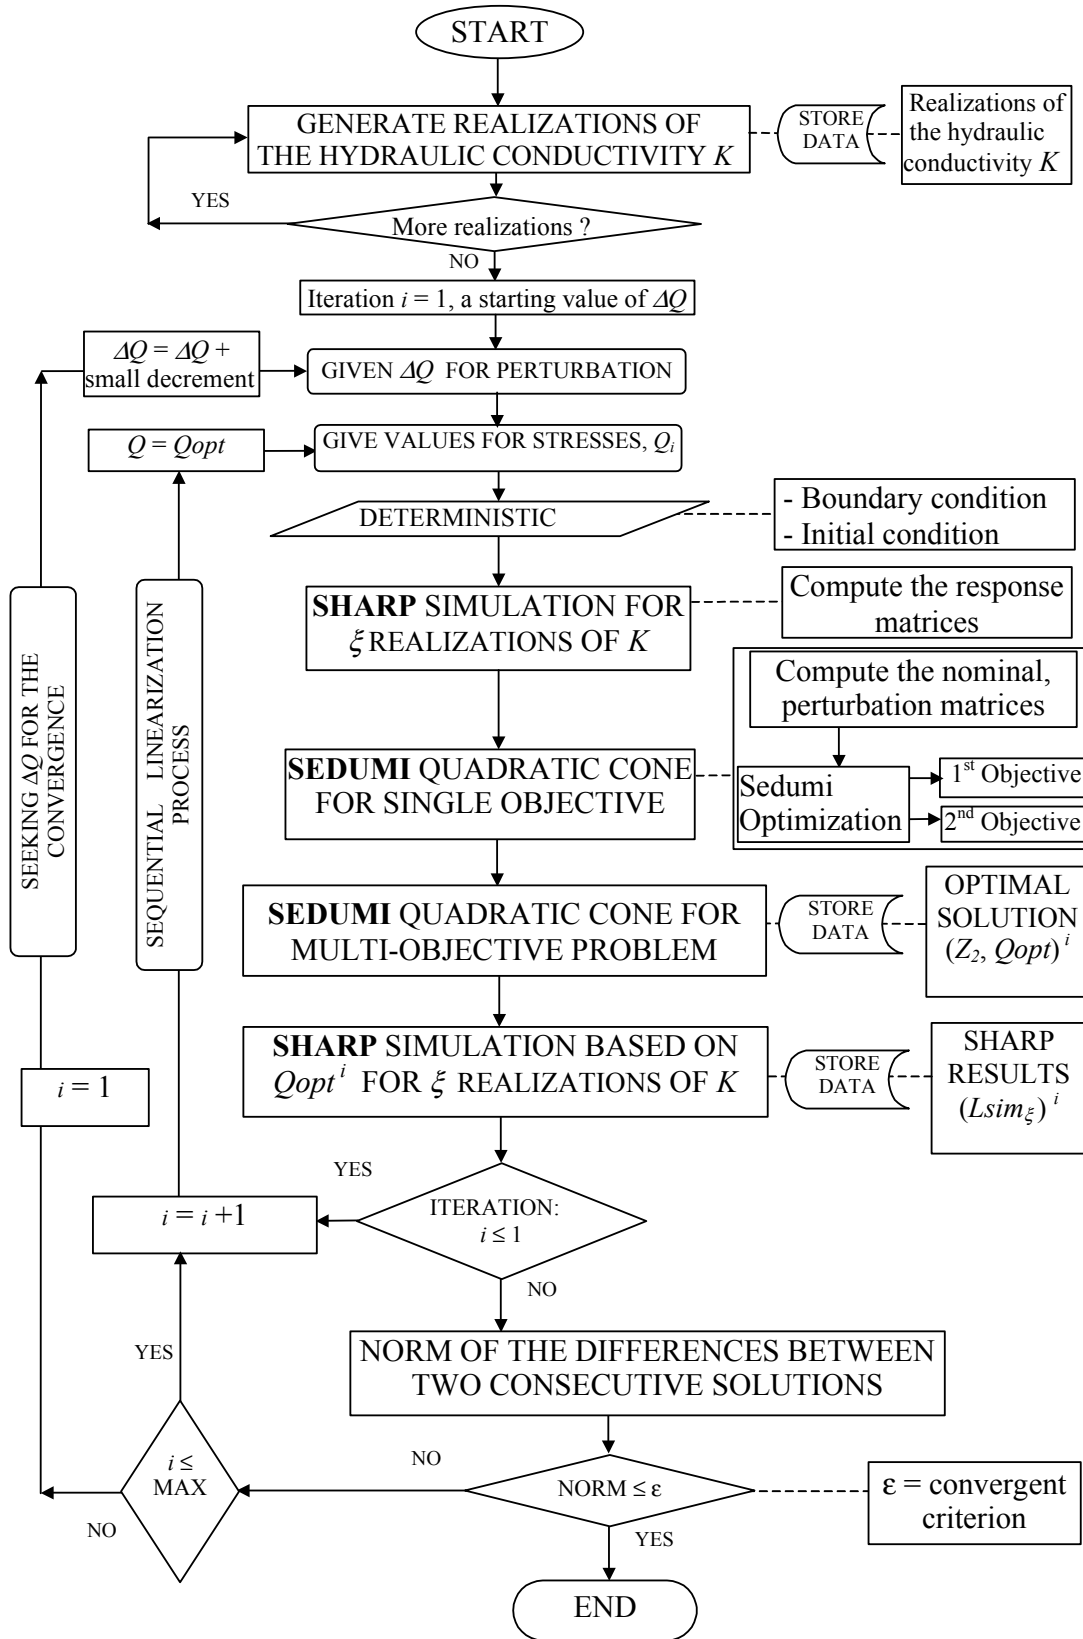 START
GENERATE REALIZATIONS OF
THE HYDRAULIC CONDUCTIVITY K
STORE
DATA
Realizations of
the hydraulic
conductivity K
YES
More realizations ?
NO
Iteration i = 1, a starting value of ΔQ
ΔQ = ΔQ +
small decrement
GIVEN ΔQ FOR PERTURBATION
Q = Qopt
GIVE VALUES FOR STRESSES, Qi
DETERMINISTIC
- Boundary condition
- Initial condition
SHARP SIMULATION FOR
ξ REALIZATIONS OF K
Compute the response
matrices
Compute the nominal,
perturbation matrices
SEDUMI QUADRATIC CONE
FOR SINGLE OBJECTIVE
Sedumi
Optimization
1st Objective
2nd Objective
SEEKING ΔQ FOR THE
CONVERGENCE
SEQUENTIAL LINEARIZATION
PROCESS
SEDUMI QUADRATIC CONE FOR
MULTI-OBJECTIVE PROBLEM
STORE
DATA
OPTIMAL
SOLUTION
(Z2, Qopt) i
SHARP SIMULATION BASED ON
Qopt i FOR ξ REALIZATIONS OF K
STORE
DATA
SHARP
RESULTS
(Lsimξ) i
i = 1
YES
ITERATION:
i ≤ 1
i = i +1
NO
NORM OF THE DIFFERENCES BETWEEN
TWO CONSECUTIVE SOLUTIONS
YES
i ≤
MAX
NO
NO
NORM ≤ ε
ε = convergent
criterion
YES
END